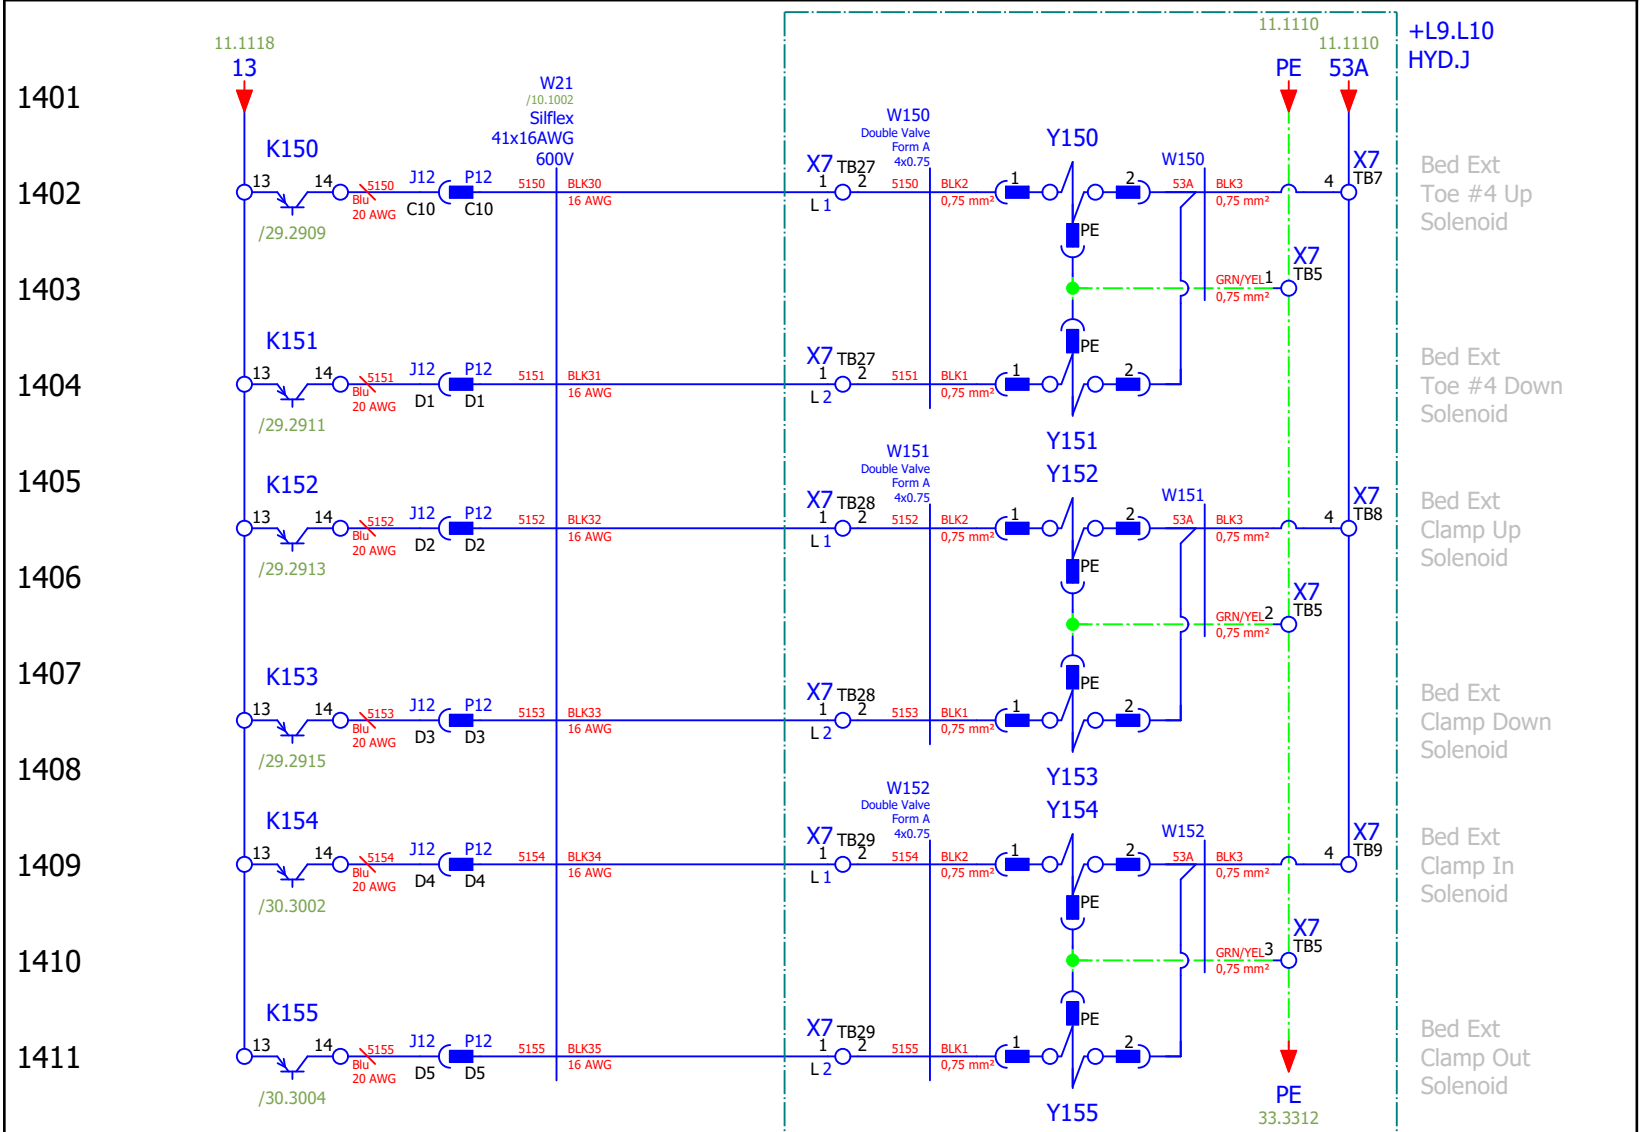 11.1118
13
11.1110
11.1110
PE
53A
+L9.L10
HYD.J
1401
W21
/10.1002
Silflex
41x16AWG
600V
W150
Double Valve
Form A
4x0.75
K150
Y150
W150
13
14
5150
Blu
20 AWG
J12
P12
C10
C10
5150
BLK30
16 AWG
X7
TB27
1
2
L 1
5150
BLK2
0,75 mm²
1
2
PE
53A
BLK3
0,75 mm²
4
X7
TB7
1402
/29.2909
Bed Ext
Toe #4 Up
Solenoid
1403
GRN/YEL
0,75 mm²
1
X7
TB5
K151
13
14
5151
Blu
20 AWG
J12
P12
D1
D1
5151
BLK31
16 AWG
X7
TB27
1
2
L 2
5151
BLK1
0,75 mm²
PE
1
2
1404
/29.2911
Y151
Bed Ext
Toe #4 Down
Solenoid
1405
W151
Double Valve
Form A
4x0.75
K152
Y152
W151
13
14
5152
Blu
20 AWG
J12
P12
D2
D2
5152
BLK32
16 AWG
X7
TB28
1
2
L 1
5152
BLK2
0,75 mm²
1
2
PE
53A
BLK3
0,75 mm²
4
X7
TB8
/29.2913
Bed Ext
Clamp Up
Solenoid
1406
GRN/YEL
0,75 mm²
2
X7
TB5
1407
K153
13
14
5153
Blu
20 AWG
J12
P12
D3
D3
5153
BLK33
16 AWG
X7
TB28
1
2
L 2
5153
BLK1
0,75 mm²
PE
1
2
/29.2915
Y153
Bed Ext
Clamp Down
Solenoid
1408
W152
Double Valve
Form A
4x0.75
K154
Y154
W152
13
14
5154
Blu
20 AWG
J12
P12
D4
D4
5154
BLK34
16 AWG
X7
TB29
1
2
L 1
5154
BLK2
0,75 mm²
1
2
PE
53A
BLK3
0,75 mm²
4
X7
TB9
1409
/30.3002
Bed Ext
Clamp In
Solenoid
1410
GRN/YEL
0,75 mm²
3
X7
TB5
K155
13
14
5155
Blu
20 AWG
J12
P12
D5
D5
5155
BLK35
16 AWG
X7
TB29
1
2
L 2
5155
BLK1
0,75 mm²
PE
1
2
1411
/30.3004
Y155
Bed Ext
Clamp Out
Solenoid
PE
33.3312